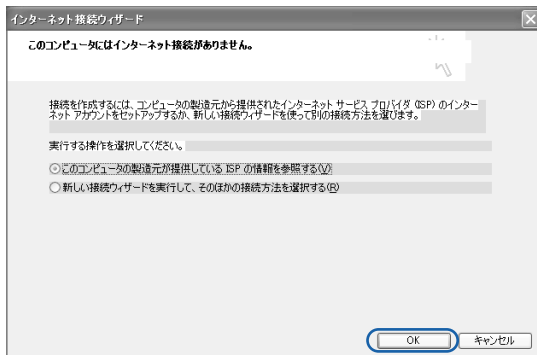 インターネット接続ウィザード
このコンピュータにはインターネット接続がありません。
接続を作成するには、コンピュータの製造元から提供されたインターネット サービス プロバイダ (ISP) のインター
ネット アカウントをセットアップするか、新しい接続ウィザードを使って別の接続方法を選びます。
実行する操作を選択してください。
このコンピュータの製造元が提供している ISP の情報を参照する(V)
新しい接続ウィザードを実行して、そのほかの接続方法を選択する(R)
OK キャンセル